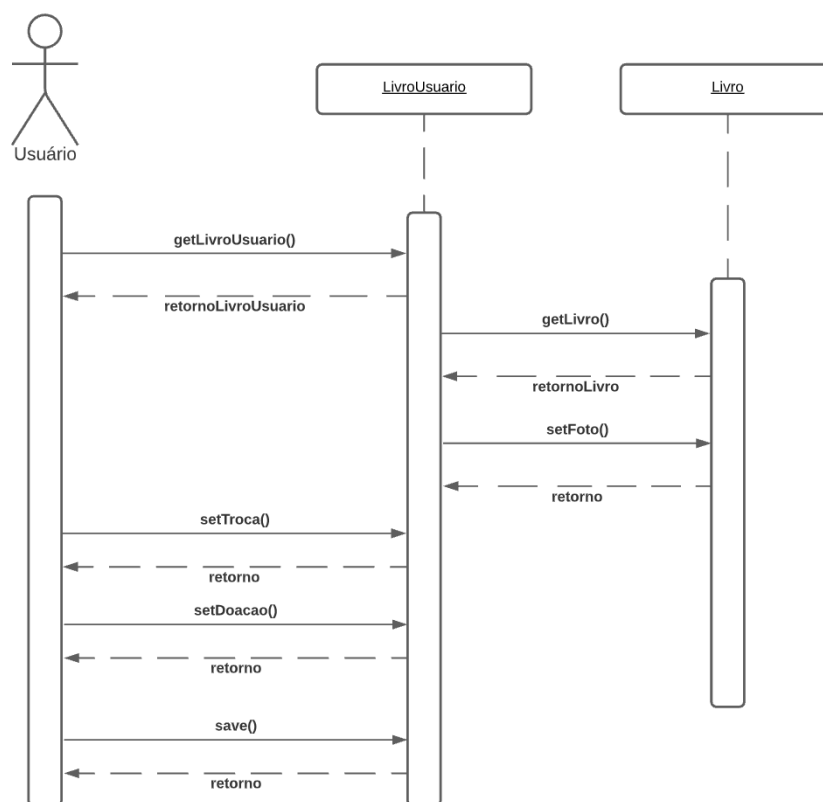 LivroUsuario
Livro
Usuário
getLivroUsuario()
retornoLivroUsuario
getLivro()
retornoLivro
setFoto()
retorno
setTroca()
retorno
setDoacao()
retorno
save()
retorno